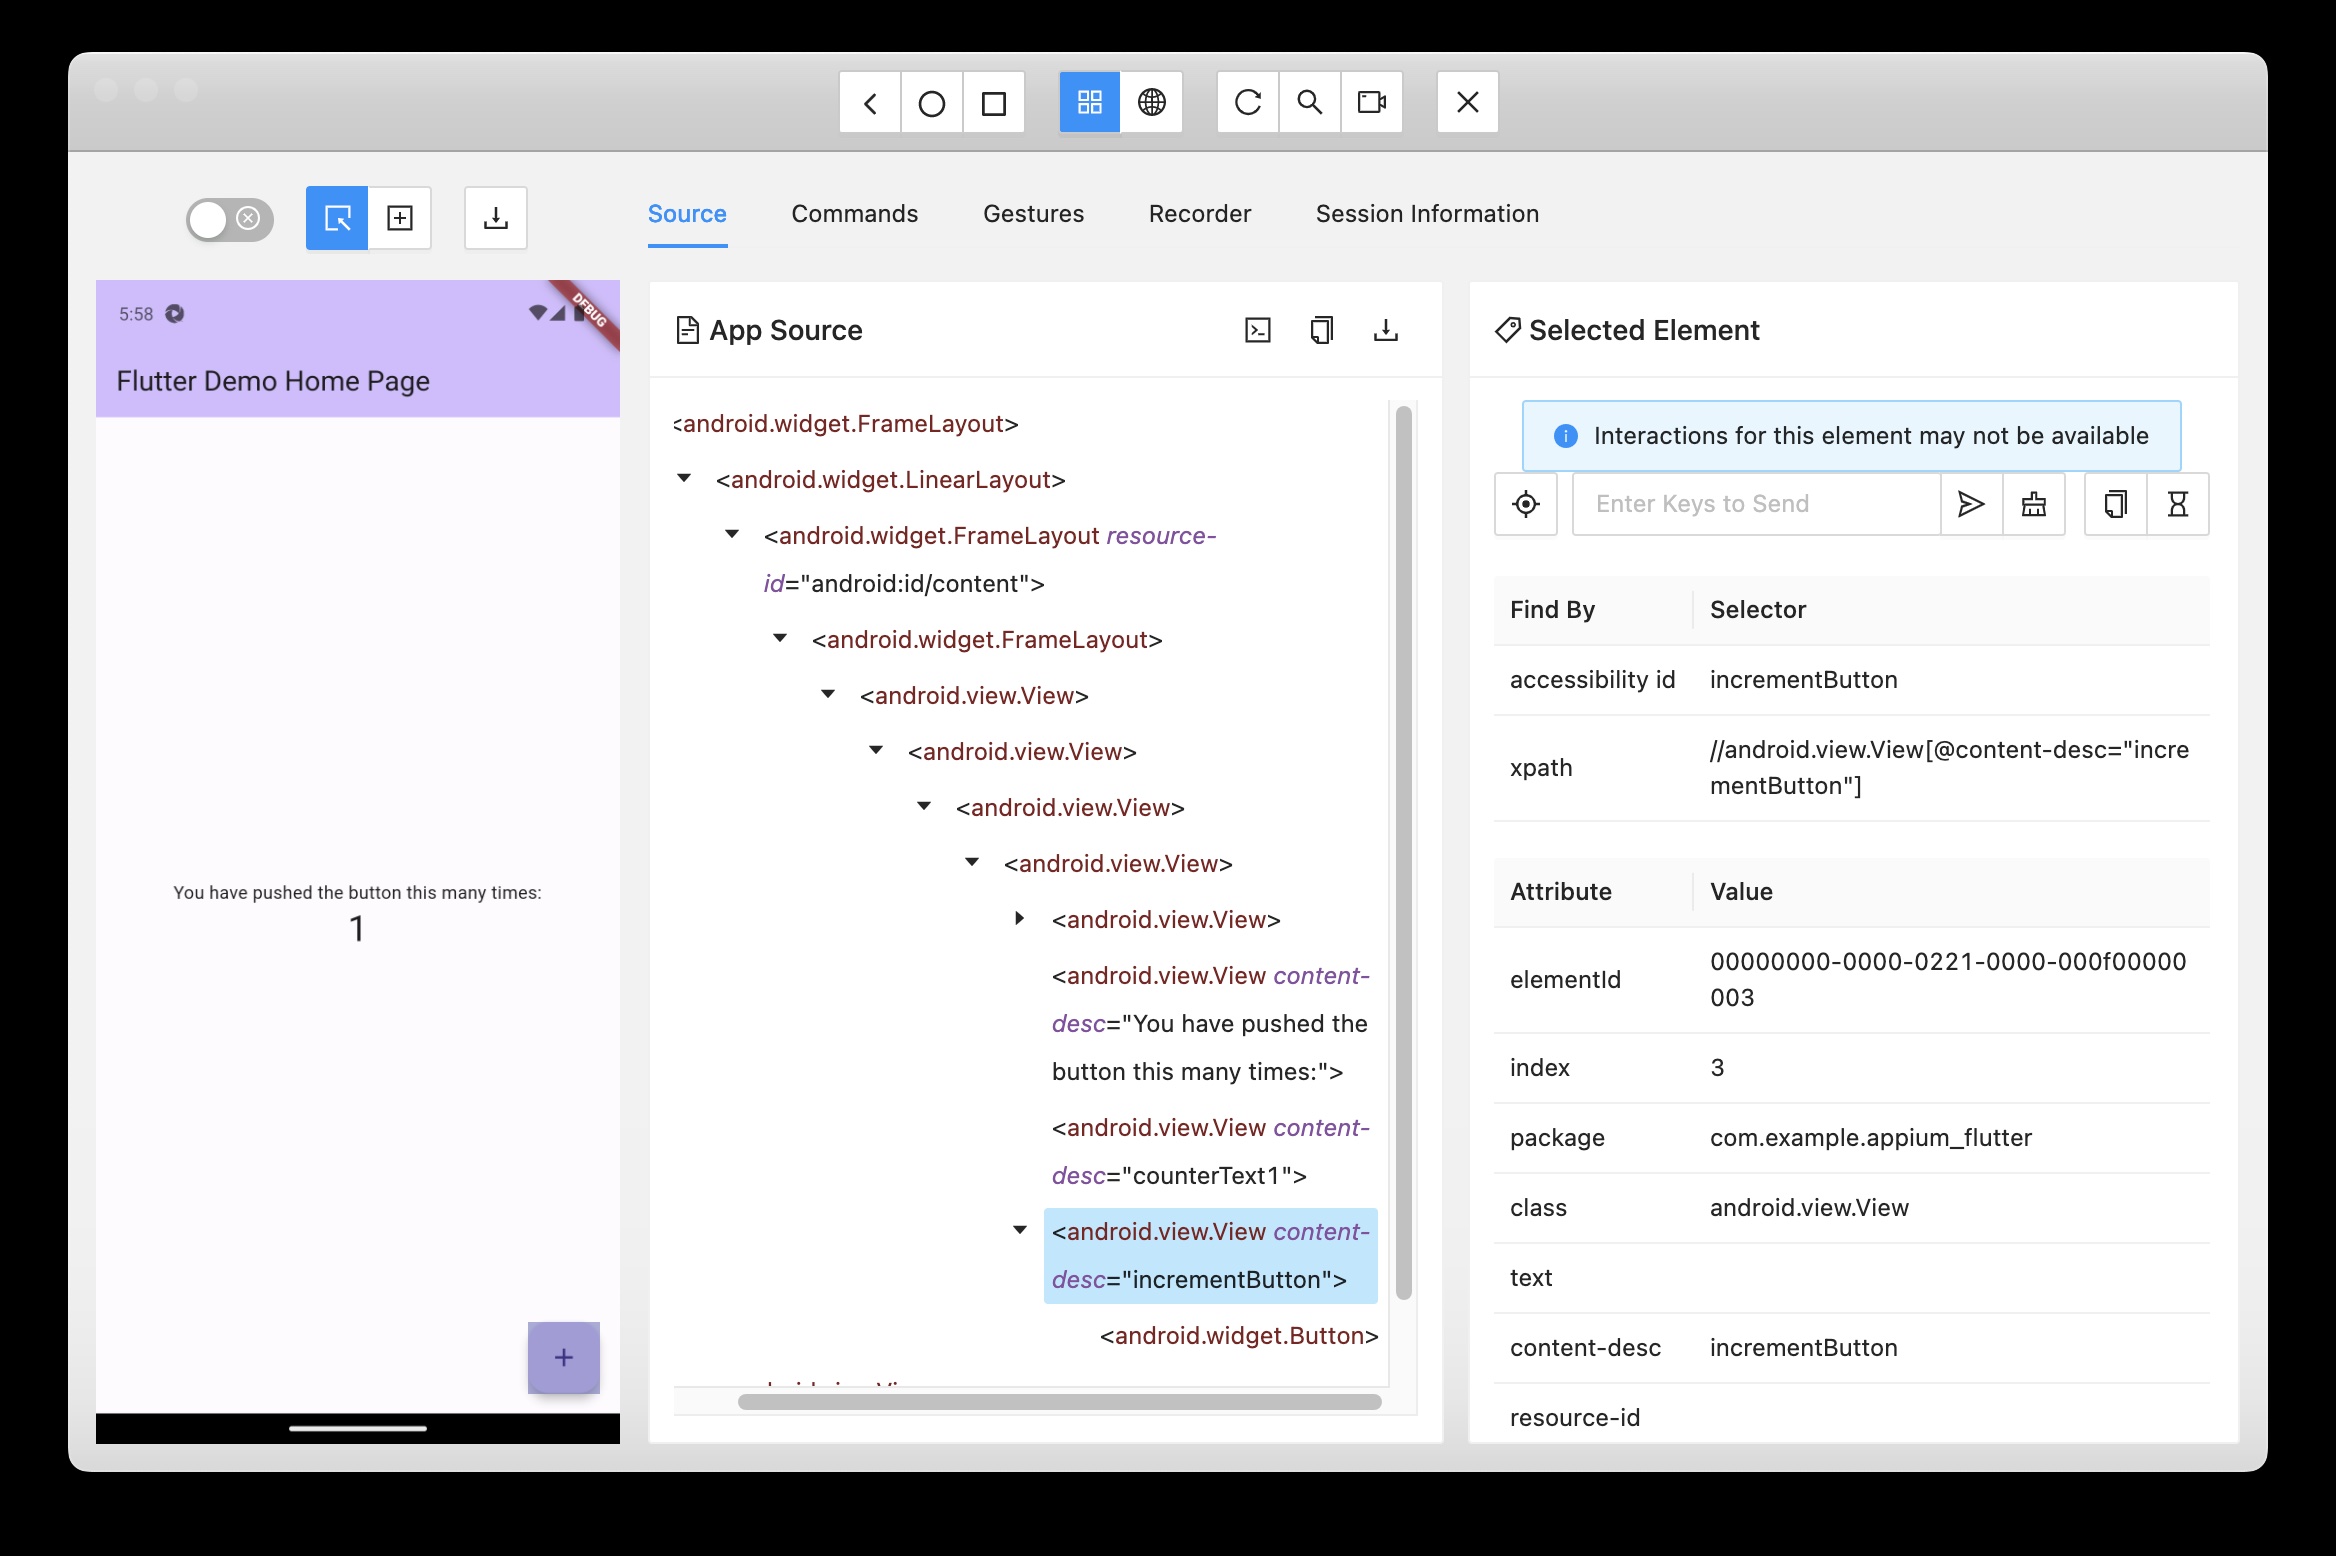 Source
Commands
Gestures
Recorder
Session Information
5:58
DEBUG
Flutter Demo Home Page
You have pushed the button this many times:
1
+
App Source
<android.widget.FrameLayout>
<android.widget.LinearLayout>
<android.widget.FrameLayout resource-
id="android:id/content">
<android.widget.FrameLayout>
<android.view.View>
<android.view.View>
<android.view.View>
<android.view.View>
<android.view.View>
<android.view.View content-
desc="You have pushed the
button this many times:">
<android.view.View content-
desc="counterText1">
<android.view.View content-
desc="incrementButton">
<android.widget.Button>
Selected Element
Interactions for this element may not be available
Enter Keys to Send
Find By
Selector
accessibility id
incrementButton
xpath
//android.view.View[@content-desc="incre
mentButton"]
Attribute
Value
elementId
00000000-0000-0221-0000-000f00000
003
index
3
package
com.example.appium_flutter
class
android.view.View
text
content-desc
incrementButton
resource-id